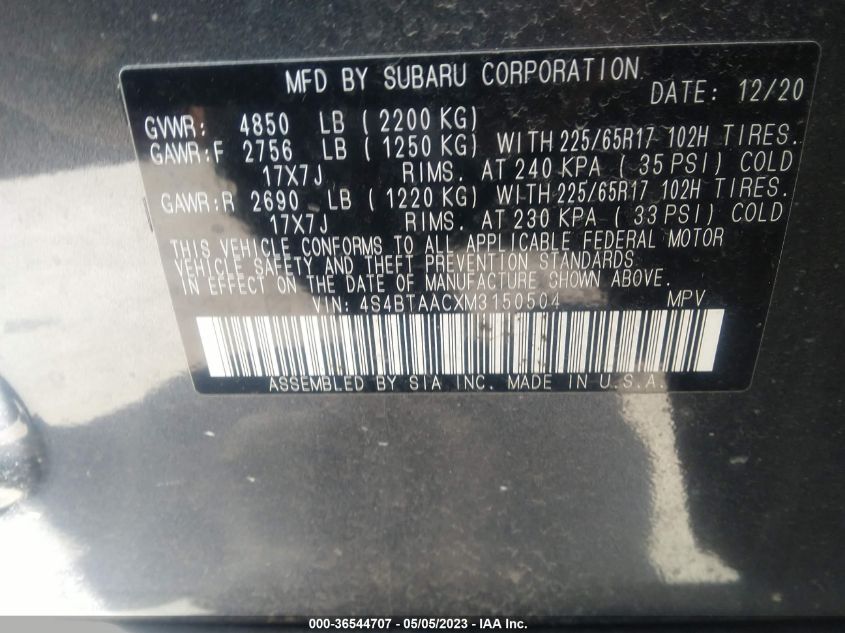 MFD BY SUBARU CORPORATION
DATE: 12/20
GVWR: 4850 LB ( 2200 KG)
GAWR:F 2756 LB ( 1250 KG) WITH 225/65R17 102H TIRES.
17X7J RIMS. AT 240 KPA ( 35 PSI) COLD
GAWR:R 2690 LB ( 1220 KG) WITH 225/65R17 102H TIRES.
17X7J RIMS. AT 230 KPA ( 33 PSI) COLD
THIS VEHICLE CONFORMS TO ALL APPLICABLE FEDERAL MOTOR
VEHICLE SAFETY AND THEFT PREVENTION STANDARDS
IN EFFECT ON THE DATE OF MANUFACTURE SHOWN ABOVE.
VIN: 4S4BTAACXM3150504 MPV
ASSEMBLED BY SIA INC. MADE IN U.S.A.
000-36544707 - 05/05/2023 - IAA Inc.